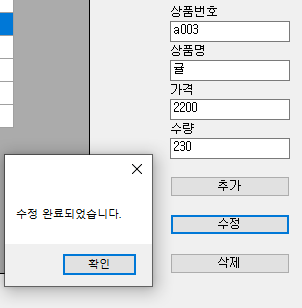 상품번호
a003
상품명
귤
가격
2200
수량
230
추가
수정
삭제
수정 완료되었습니다.
확인